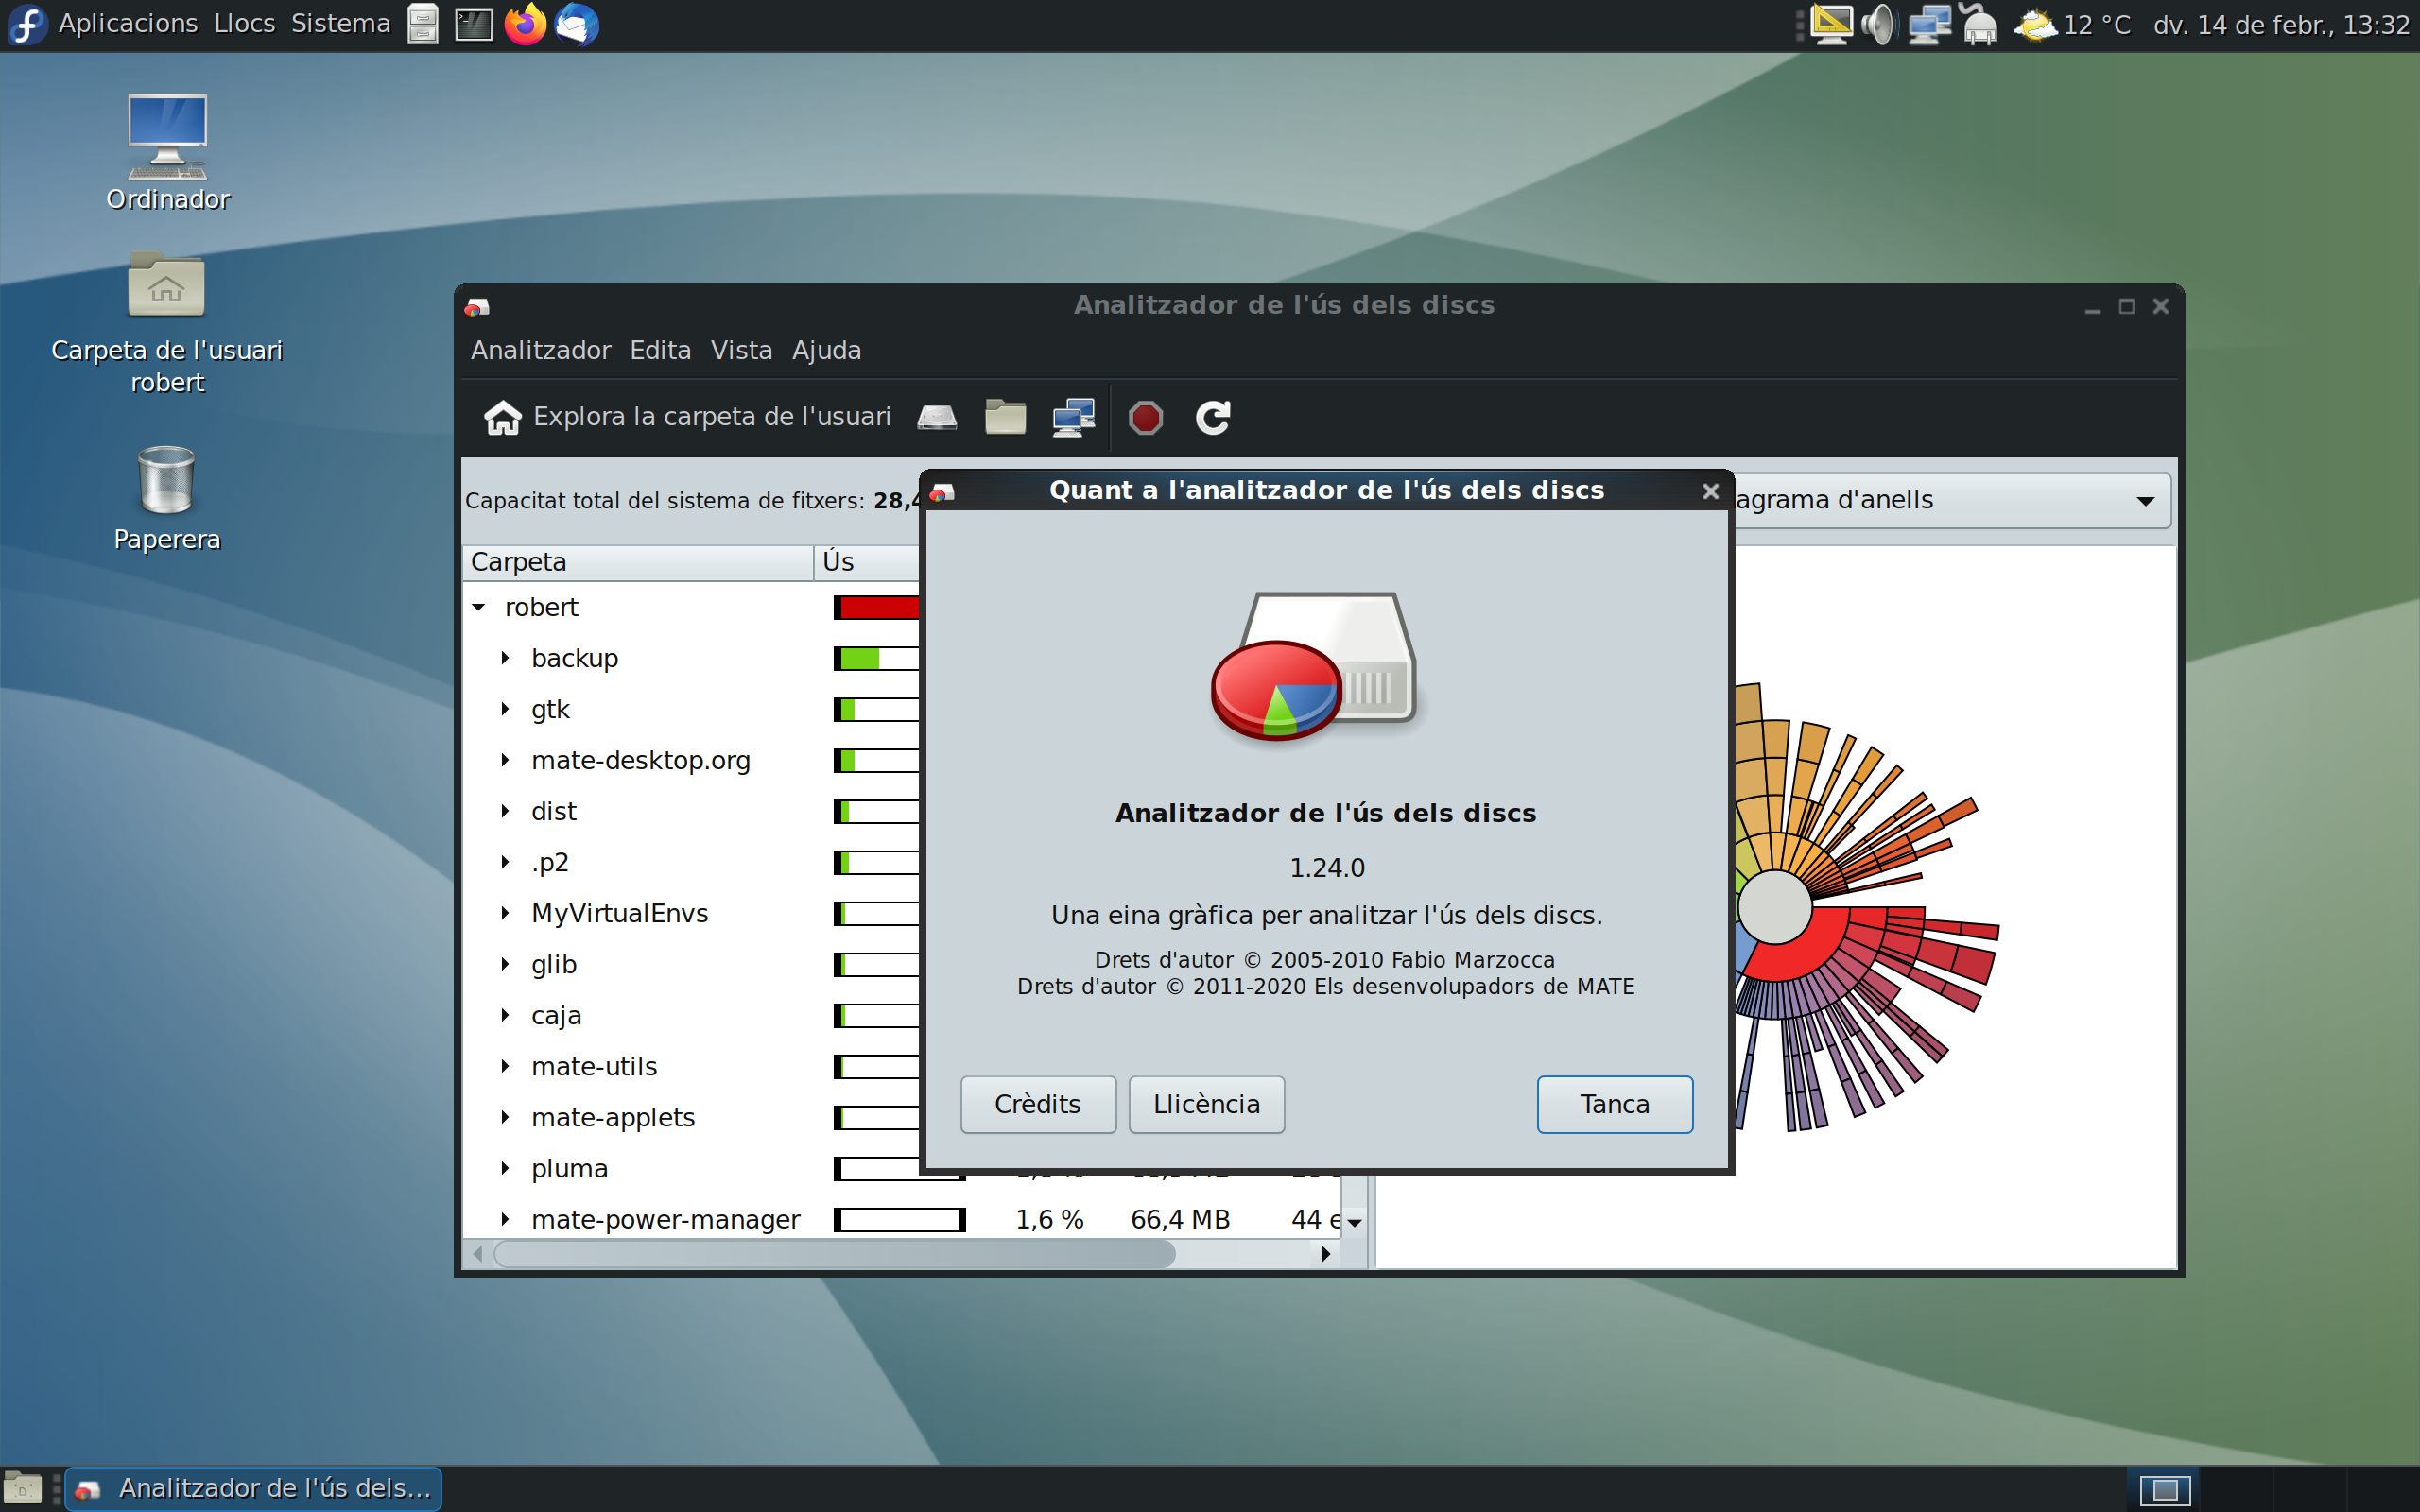 Aplicacions Llocs Sistema
12 °C dv. 14 de febr., 13:32
Ordinador
Carpeta de l'usuari
robert
Paperera
Analitzador de l'ús dels discs
Analitzador Edita Vista Ajuda
Explora la carpeta de l'usuari
Capacitat total del sistema de fitxers: 28,4
agrama d'anells
Carpeta Ús
robert
backup
gtk
mate-desktop.org
dist
.p2
MyVirtualEnvs
glib
caja
mate-utils
mate-applets
pluma
mate-power-manager 1,6 % 66,4 MB 44 e
Quant a l'analitzador de l'ús dels discs
Analitzador de l'ús dels discs
1.24.0
Una eina gràfica per analitzar l'ús dels discs.
Drets d'autor © 2005-2010 Fabio Marzocca
Drets d'autor © 2011-2020 Els desenvolupadors de MATE
Crèdits Llicència Tanca
Analitzador de l'ús dels...